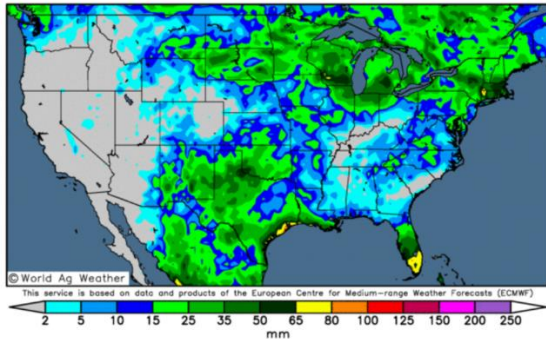 © World Ag Weather
This service is based on data and products of the European Centre for Medium-range Weather Forecasts (ECMWF)
2 5 10 15 25 35 50 65 80 100 125 150 200 250
mm